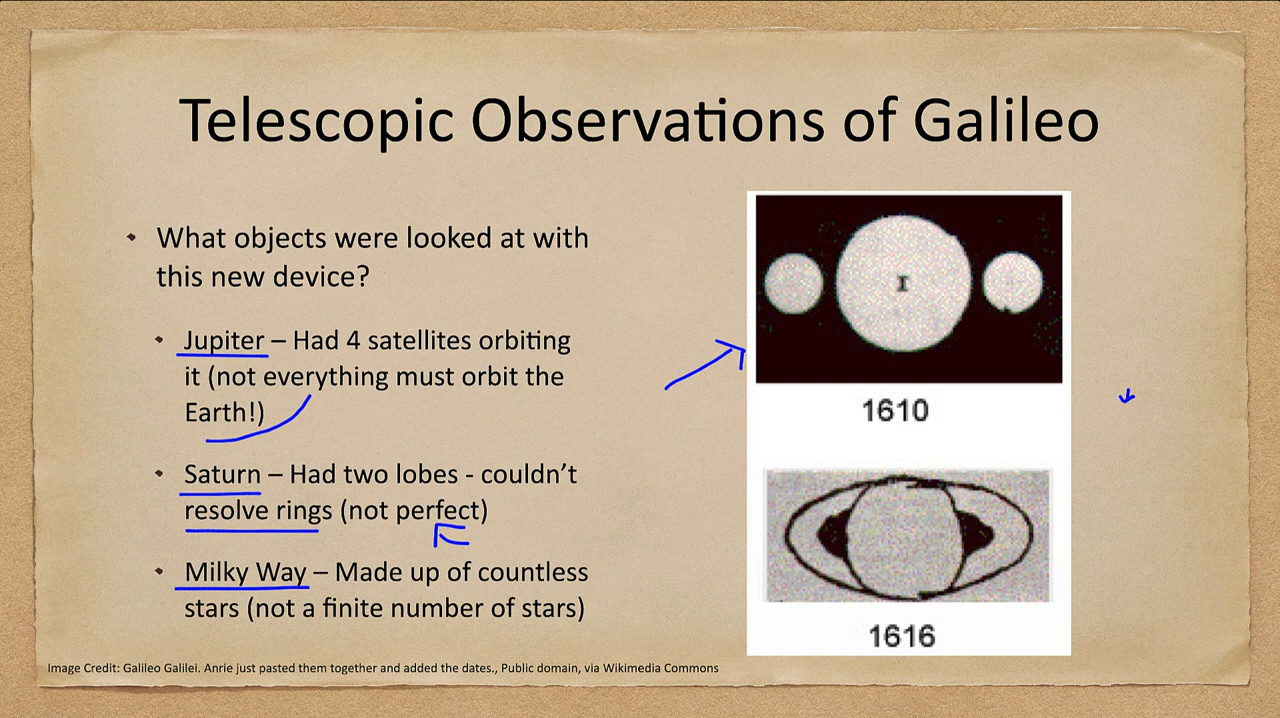 Telescopic Observations of Galileo
What objects were looked at with
this new device?
Jupiter – Had 4 satellites orbiting
it (not everything must orbit the
Earth!)
Saturn – Had two lobes - couldn’t
resolve rings (not perfect)
Milky Way – Made up of countless
stars (not a finite number of stars)
I
1610
1616
Image Credit: Galileo Galilei. Anrie just pasted them together and added the dates., Public domain, via Wikimedia Commons